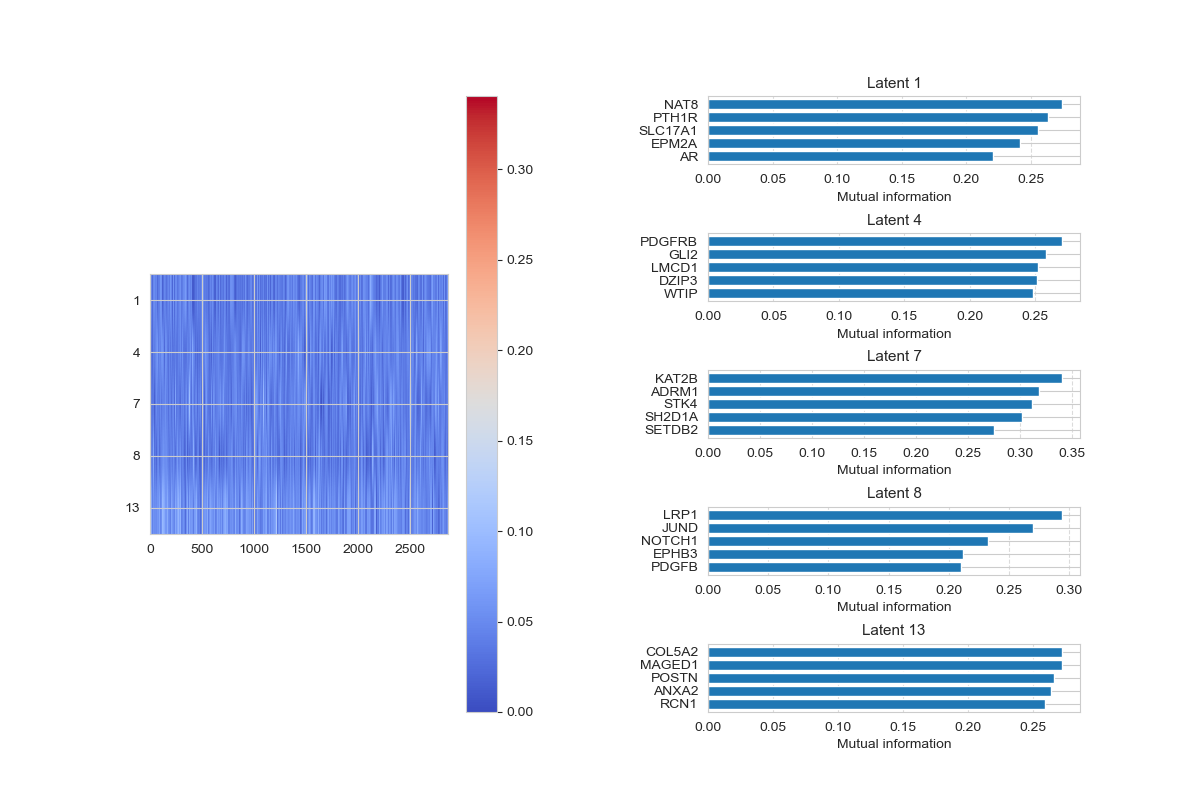 1
4
7
8
13
0 500 1000 1500 2000 2500
0.30
0.25
0.20
0.15
0.10
0.05
0.00
Latent 1
NAT8
PTH1R
SLC17A1
EPM2A
AR
0.00 0.05 0.10 0.15 0.20 0.25
Mutual information
Latent 4
PDGFRB
GLI2
LMCD1
DZIP3
WTIP
0.00 0.05 0.10 0.15 0.20 0.25
Mutual information
Latent 7
KAT2B
ADRM1
STK4
SH2D1A
SETDB2
0.00 0.05 0.10 0.15 0.20 0.25 0.30 0.35
Mutual information
Latent 8
LRP1
JUND
NOTCH1
EPHB3
PDGFB
0.00 0.05 0.10 0.15 0.20 0.25 0.30
Mutual information
Latent 13
COL5A2
MAGED1
POSTN
ANXA2
RCN1
0.00 0.05 0.10 0.15 0.20 0.25
Mutual information